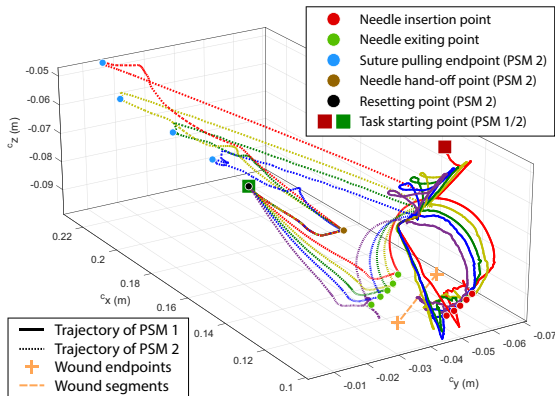 Needle insertion point
Needle exiting point
Suture pulling endpoint (PSM 2)
Needle hand-off point (PSM 2)
Resetting point (PSM 2)
Task starting point (PSM 1/2)
-0.05
-0.06
-0.07
-0.08
-0.09
ᶜz (m)
0.22
0.2
0.18
0.16
0.14
0.12
0.1
ᶜx (m)
-0.01
-0.02
-0.03
-0.04
-0.05
-0.06
-0.07
ᶜy (m)
Trajectory of PSM 1
Trajectory of PSM 2
Wound endpoints
Wound segments